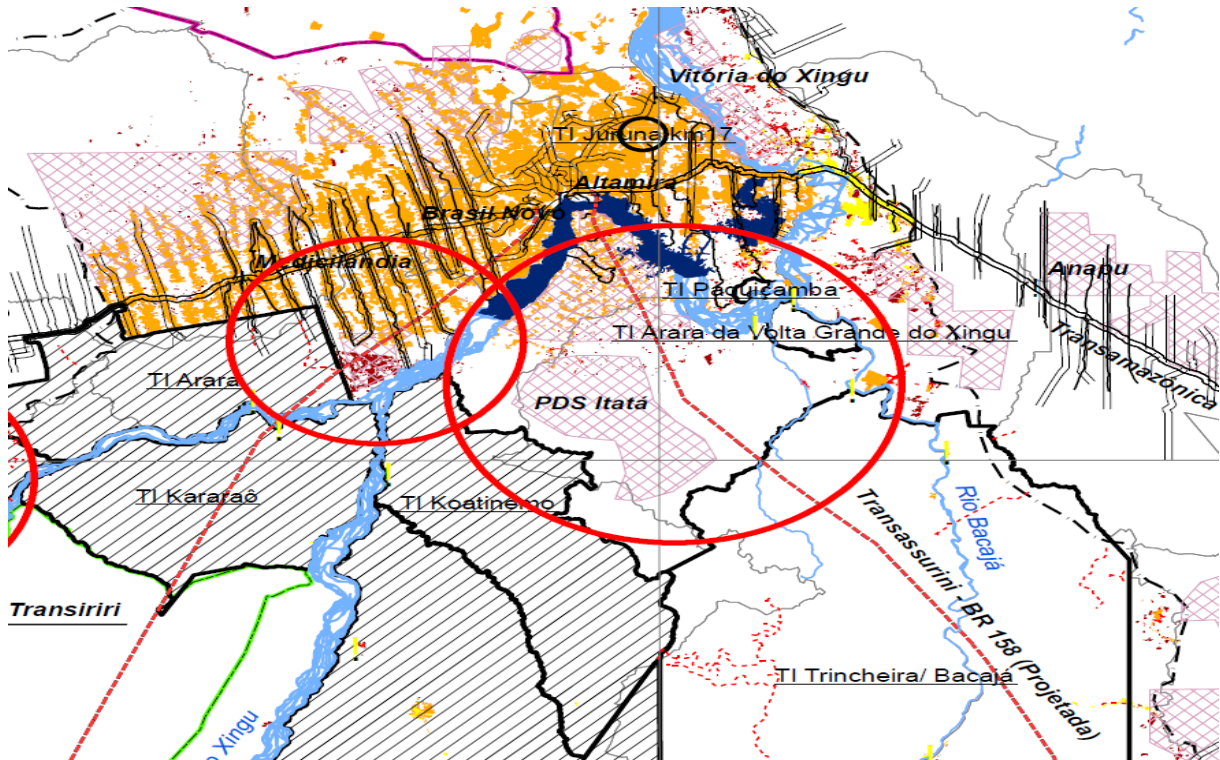 Vitória do Xingu
TI Juruna km17
Altamira
Brasil Novo
Medicilândia
Anapu
TI Paquiçamba
TI Arara da Volta Grande do Xingu
Transamazônica
TI Arara
PDS Itatá
TI Kararaô
TI Koatinemo
Rio Bacajá
Transassurini - BR 158 (Projetada)
Transiriri
TI Trincheira/ Bacajá
o Xingu